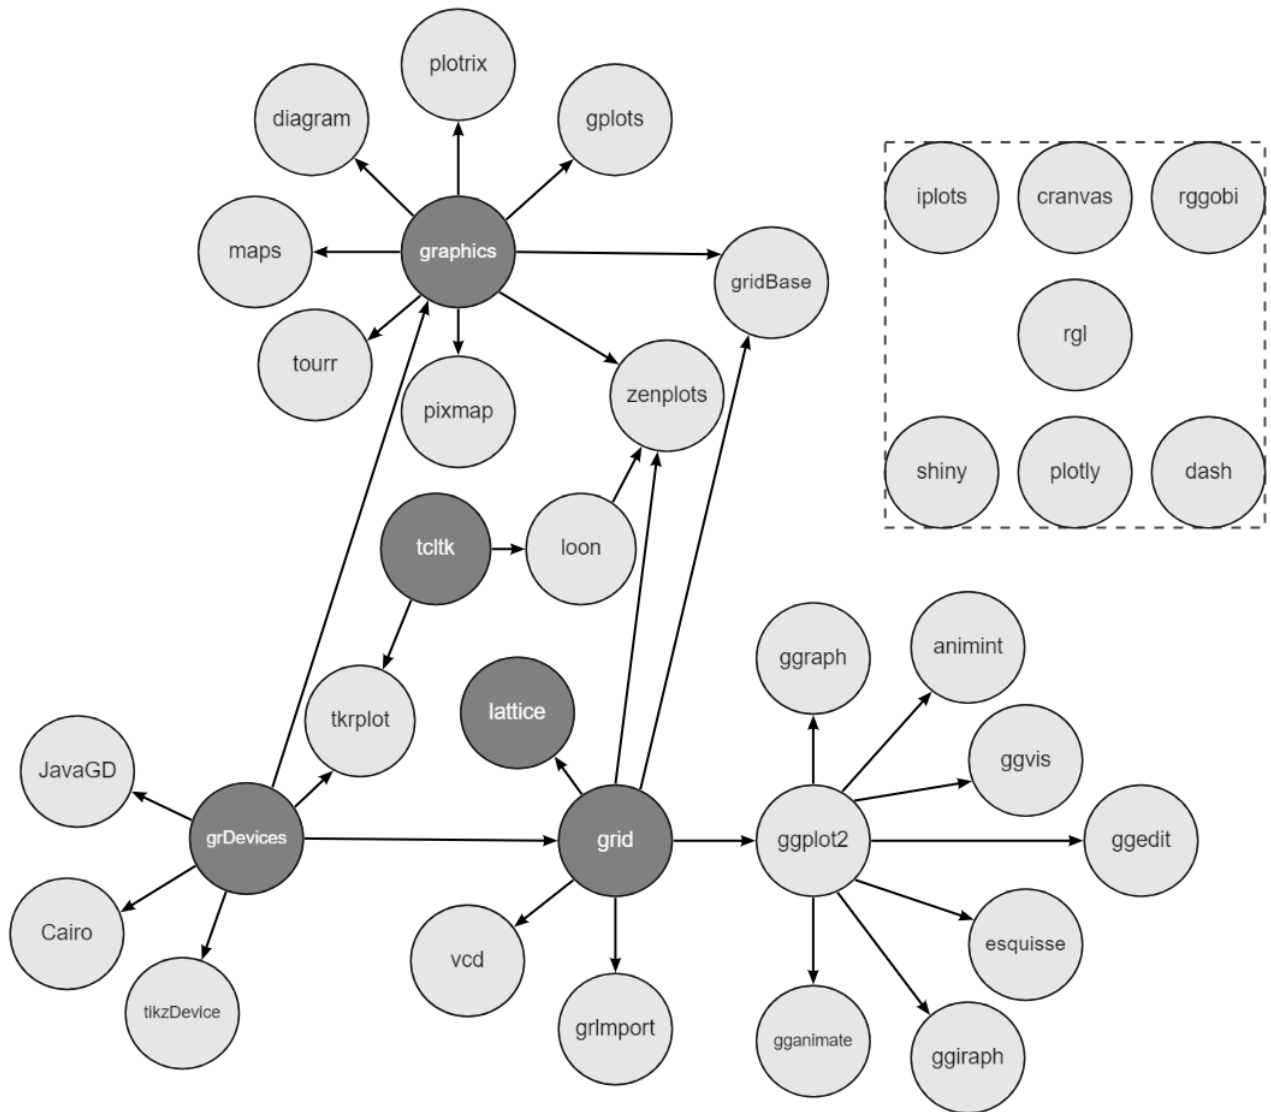 plotrix
diagram
gplots
iplots
cranvas
rggobi
maps
graphics
gridBase
rgl
tourr
pixmap
zenplots
shiny
plotly
dash
tcltk
loon
ggraph
animint
tkrplot
lattice
ggvis
JavaGD
grDevices
grid
ggplot2
ggedit
Cairo
vcd
esquisse
tikzDevice
grImport
gganimate
ggiraph